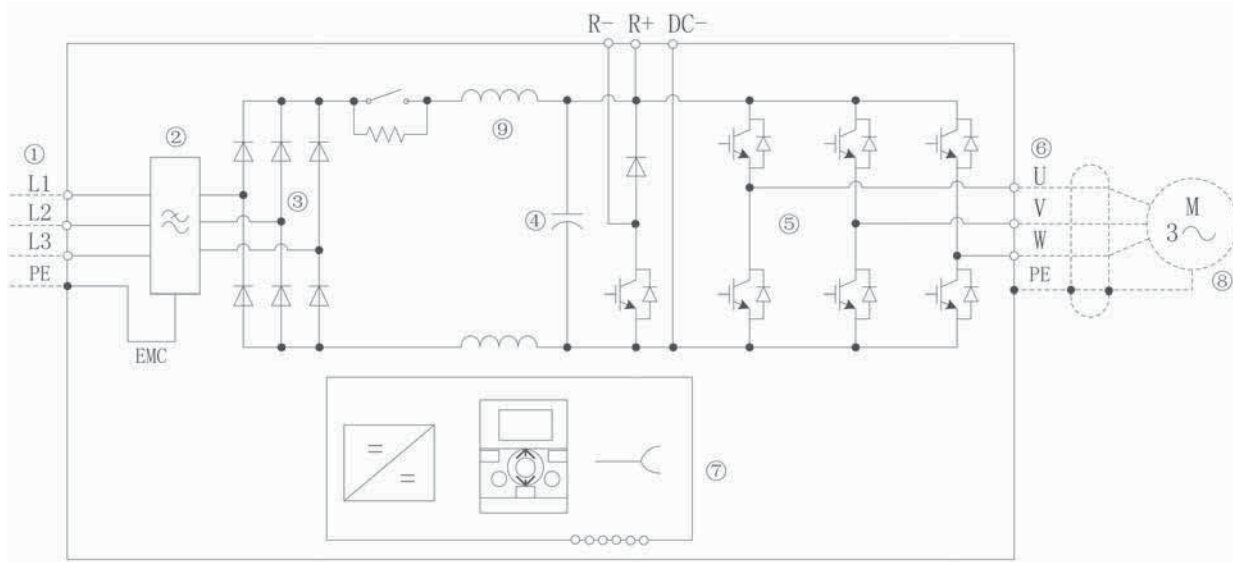 R- R+ DC-
① ② ⑨
L1
L2 ③
L3 ④ ⑤
PE
EMC
⑥
U
V
W
PE
M
3
⑧
⑦